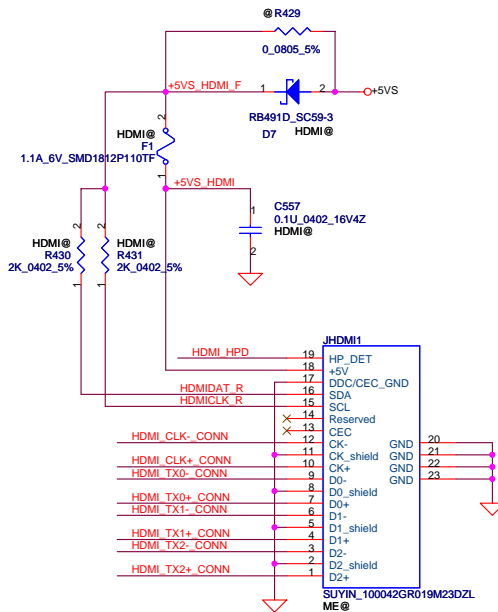 @ R429
0_0805_5%
+5VS_HDMI_F
1
2
+5VS
RB491D_SC59-3
D7
HDMI@
2
HDMI@
F1
1.1A_6V_SMD1812P110TF
1
+5VS_HDMI
C557
0.1U_0402_16V4Z
HDMI@
1
2
2
2
HDMI@
R430
2K_0402_5%
HDMI@
R431
2K_0402_5%
1
1
JHDMI1
HDMI_HPD
19
HP_DET
18
+5V
17
DDC/CEC_GND
HDMIDAT_R
16
SDA
HDMICLK_R
15
SCL
14
Reserved
13
CEC
HDMI_CLK-_CONN
12
CK-
GND
20
11
CK_shield
GND
21
HDMI_CLK+_CONN
10
CK+
GND
22
HDMI_TX0-_CONN
9
D0-
GND
23
8
D0_shield
HDMI_TX0+_CONN
7
D0+
HDMI_TX1-_CONN
6
D1-
5
D1_shield
HDMI_TX1+_CONN
4
D1+
HDMI_TX2-_CONN
3
D2-
2
D2_shield
HDMI_TX2+_CONN
1
D2+
SUYIN_100042GR019M23DZL
ME@